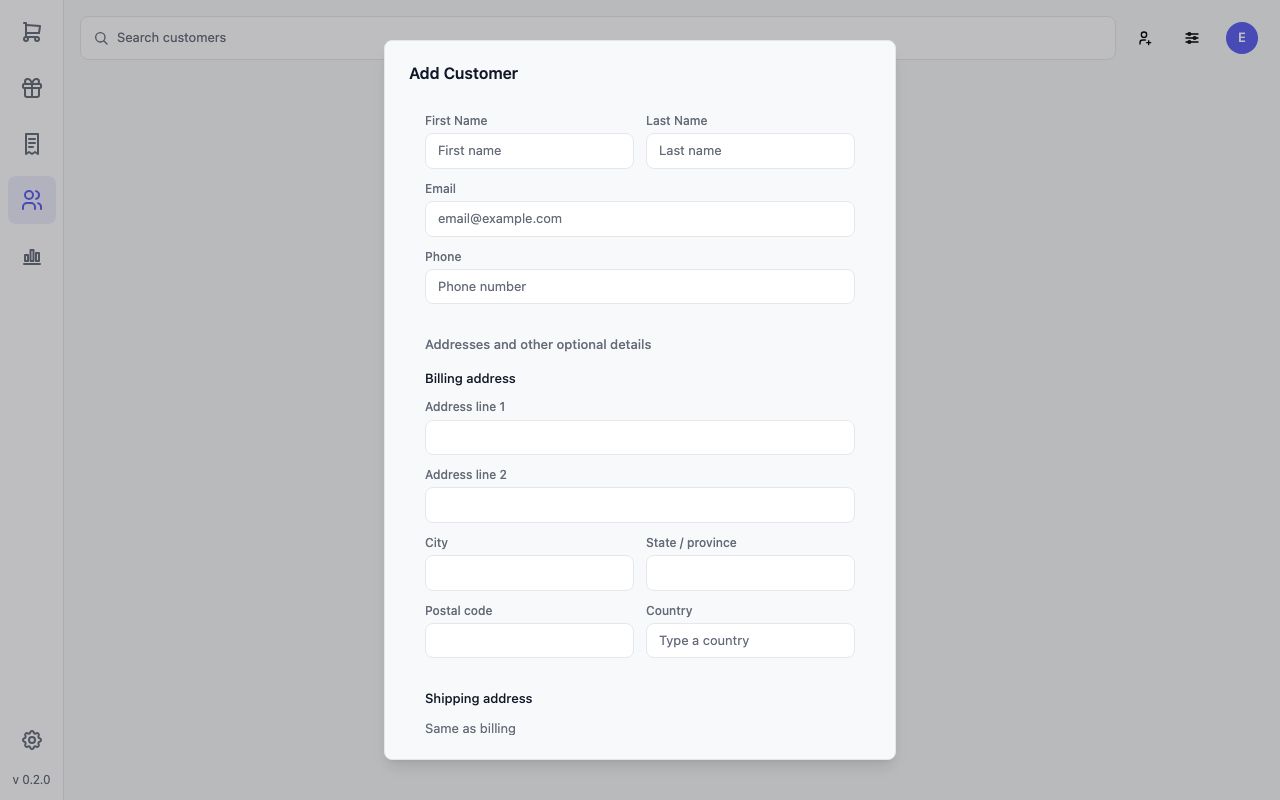 Search customers
E
Add Customer
First Name
Last Name
First name
Last name
Email
email@example.com
Phone
Phone number
Addresses and other optional details
Billing address
Address line 1
Address line 2
City
State / province
Postal code
Country
Type a country
Shipping address
Same as billing
v 0.2.0